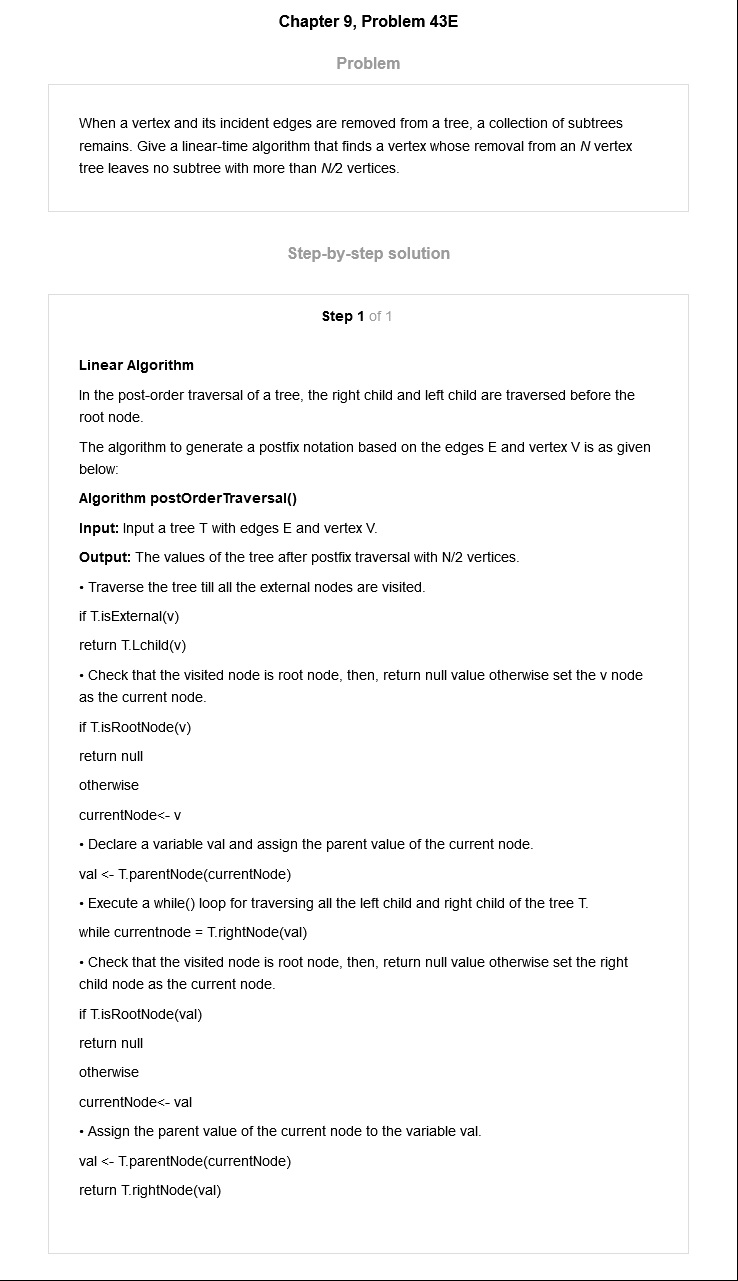 Chapter 9, Problem 43E
Problem
When a vertex and its incident edges are removed from a tree, a collection of subtrees
remains. Give a linear-time algorithm that finds a vertex whose removal from an N vertex
tree leaves no subtree with more than N/2 vertices.
Step-by-step solution
Step 1 of 1
Linear Algorithm
In the post-order traversal of a tree, the right child and left child are traversed before the
root node.
The algorithm to generate a postfix notation based on the edges E and vertex V is as given
below:
Algorithm postOrderTraversal()
Input: Input a tree T with edges E and vertex V.
Output: The values of the tree after postfix traversal with N/2 vertices.
• Traverse the tree till all the external nodes are visited.
if T.isExternal(v)
return T.Lchild(v)
• Check that the visited node is root node, then, return null value otherwise set the v node
as the current node.
if T.isRootNode(v)
return null
otherwise
currentNode<- v
• Declare a variable val and assign the parent value of the current node.
val <- T.parentNode(currentNode)
• Execute a while() loop for traversing all the left child and right child of the tree T.
while currentnode = T.rightNode(val)
• Check that the visited node is root node, then, return null value otherwise set the right
child node as the current node.
if T.isRootNode(val)
return null
otherwise
currentNode<- val
• Assign the parent value of the current node to the variable val.
val <- T.parentNode(currentNode)
return T.rightNode(val)